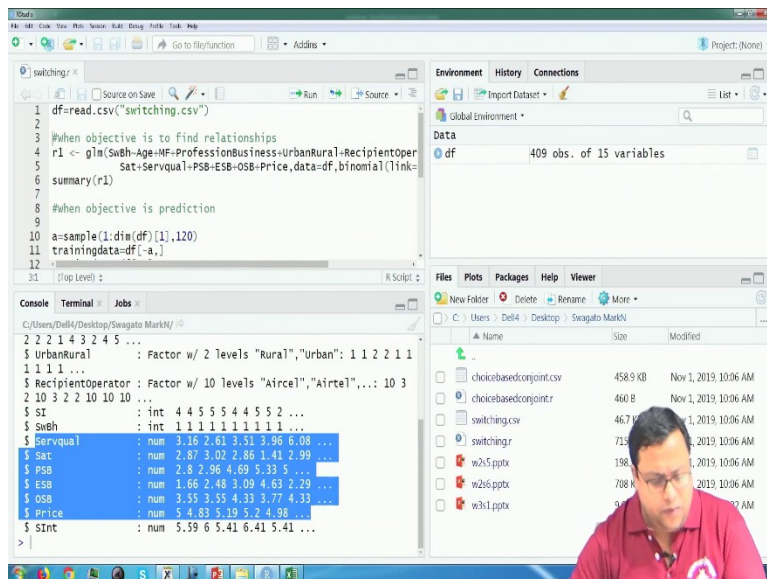 RStudio
File Edit Code View Plots Session Build Debug Profile Tools Help
Go to file/function
Addins
Project: (None)
switching.r
Source on Save
Run
Source
1 df=read.csv("switching.csv")
2
3 #When objective is to find relationships
4 r1 <- glm(SwBh~Age+MF+ProfessionBusiness+UrbanRural+RecipientOper
5 Sat+Servqual+PSB+ESB+OSB+Price,data=df,binomial(link=
6 summary(r1)
7
8 #When objective is prediction
9
10 a=sample(1:dim(df)[1],120)
11 trainingdata=df[-a,]
12
3:1 (Top Level) R Script
Console Terminal Jobs
C:/Users/Dell4/Desktop/Swagato MarkN/
2 2 2 1 4 3 2 4 5 ...
$ UrbanRural : Factor w/ 2 levels "Rural","Urban": 1 1 2 2 1 1
1 1 1 1 ...
$ RecipientOperator : Factor w/ 10 levels "Aircel","Airtel",..: 10 3
2 10 3 2 2 10 10 10 ...
$ SI : int 4 4 5 5 5 4 4 5 5 2 ...
$ SwBh : int 1 1 1 1 1 1 1 1 1 1 ...
$ Servqual : num 3.16 2.61 3.51 3.96 6.08 ...
$ Sat : num 2.87 3.02 2.86 1.41 2.99 ...
$ PSB : num 2.8 2.96 4.69 5.33 5 ...
$ ESB : num 1.66 2.48 3.09 4.63 2.29 ...
$ OSB : num 3.55 3.55 4.33 3.77 4.33 ...
$ Price : num 5 4.83 5.19 5.2 4.98 ...
$ SInt : num 5.59 6 5.41 6.41 5.41 ...
>
Environment History Connections
Import Dataset
List
Global Environment
Data
df 409 obs. of 15 variables
Files Plots Packages Help Viewer
New Folder Delete Rename More
C: Users Dell4 Desktop Swagato MarkN
Name Size Modified
..
choicebasedconjoint.csv 458.9 KB Nov 1, 2019, 10:06 AM
choicebasedconjoint.r 460 B Nov 1, 2019, 10:06 AM
switching.csv 46.7 Nov 1, 2019, 10:06 AM
switching.r 715 2019, 10:06 AM
w2s5.pptx 198. 2019, 10:06 AM
w2s6.pptx 708 2019, 10:06 AM
w3s1.pptx AM